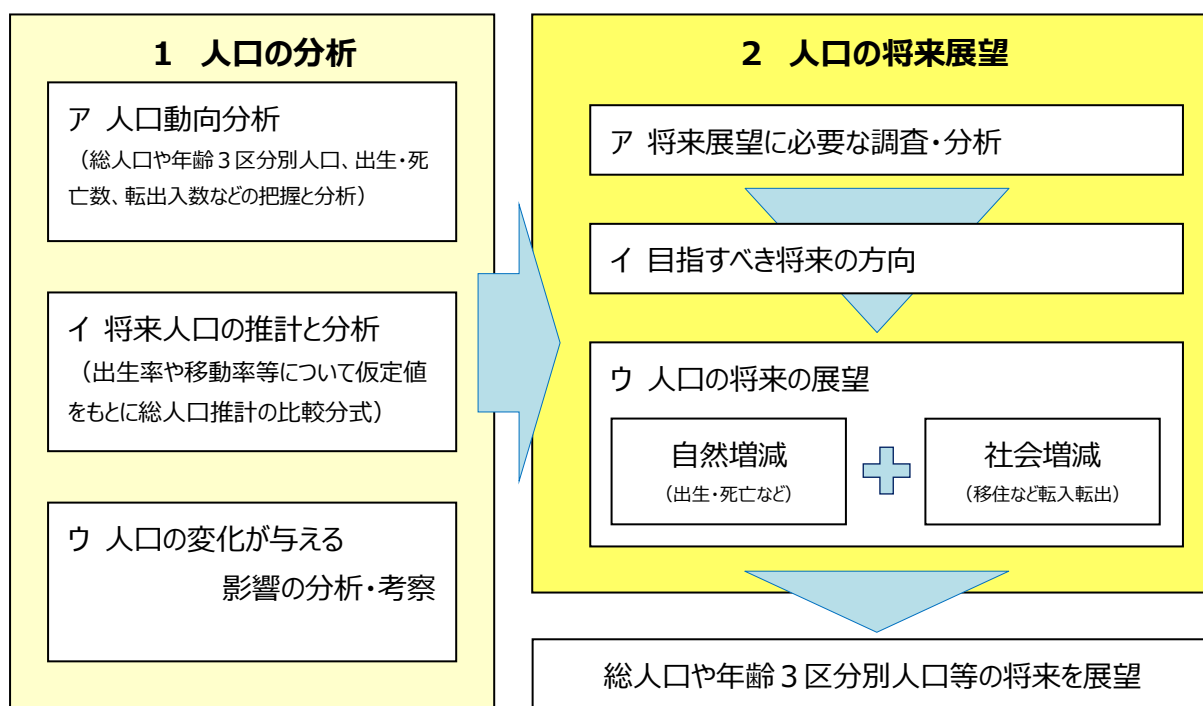 1 人口の分析
ア 人口動向分析
（総人口や年齢３区分別人口、出生・死
亡数、転出入数などの把握と分析）
イ 将来人口の推計と分析
（出生率や移動率等について仮定値
をもとに総人口推計の比較分式）
ウ 人口の変化が与える
影響の分析・考察
2 人口の将来展望
ア 将来展望に必要な調査・分析
イ 目指すべき将来の方向
ウ 人口の将来の展望
自然増減
（出生・死亡など）
社会増減
（移住など転入転出）
総人口や年齢３区分別人口等の将来を展望